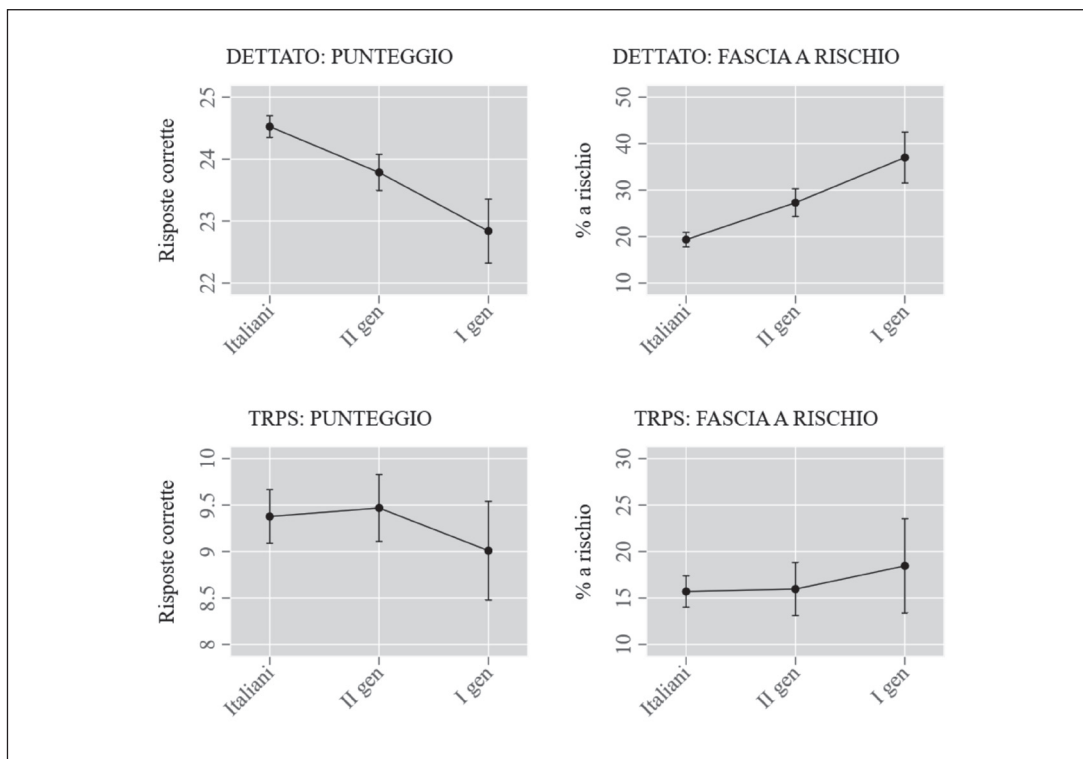 DETTATO: PUNTEGGIO
Risposte corrette
25
24
23
22
Italiani
II gen
I gen
DETTATO: FASCIA A RISCHIO
% a rischio
50
40
30
20
10
Italiani
II gen
I gen
TRPS: PUNTEGGIO
Risposte corrette
10
9.5
9
8.5
8
Italiani
II gen
I gen
TRPS: FASCIA A RISCHIO
% a rischio
30
25
20
15
10
Italiani
II gen
I gen